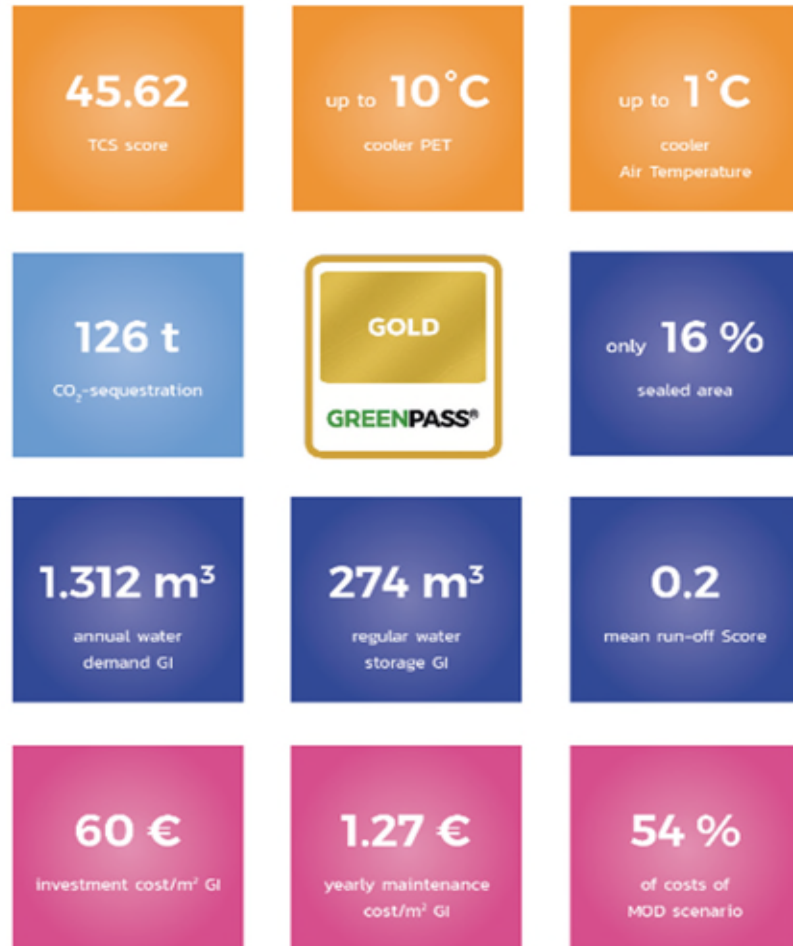 45.62
TCS score
up to 10°C
cooler PET
up to 1°C
cooler
Air Temperature
126 t
CO₂-sequestration
GOLD
GREENPASS®
only 16 %
sealed area
1.312 m³
annual water
demand GI
274 m³
regular water
storage GI
0.2
mean run-off Score
60 €
investment cost/m² GI
1.27 €
yearly maintenance
cost/m² GI
54 %
of costs of
MOD scenario